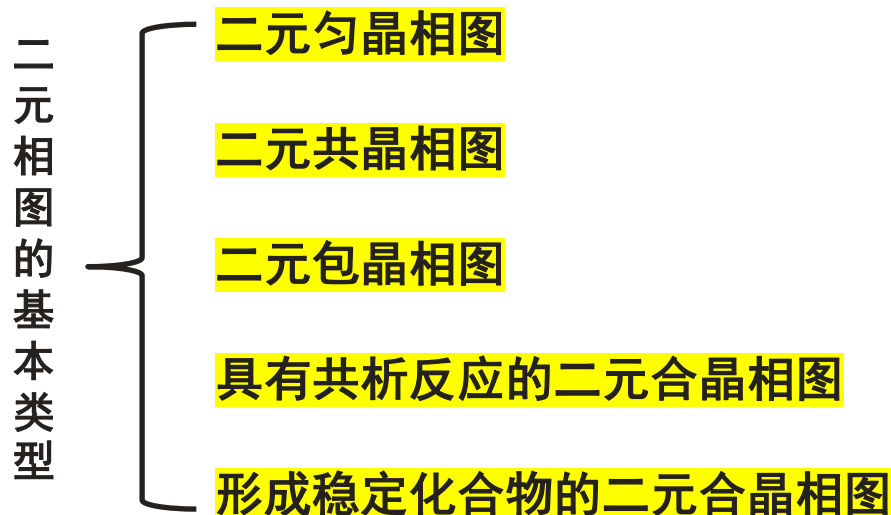 二元相图的基本类型
二元匀晶相图
二元共晶相图
二元包晶相图
具有共析反应的二元合晶相图
形成稳定化合物的二元合晶相图